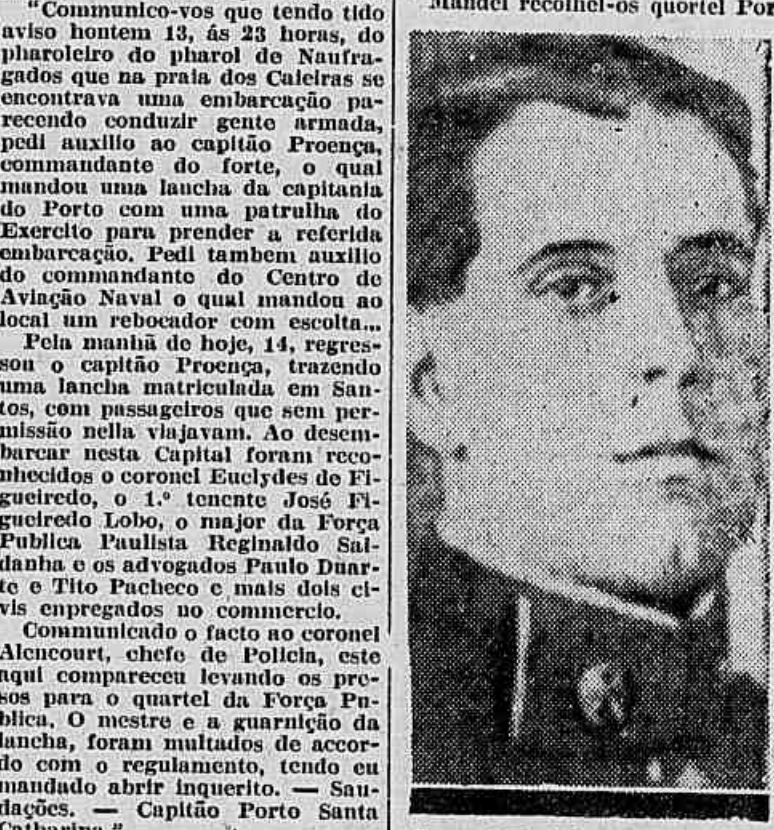 "Communico-vos que tendo tido
aviso hontem 13, ás 23 horas, do
pharoleiro do pharol de Naufra-
gados que na praia dos Caieiras se
encontrava uma embarcação pa-
recendo conduzir gente armada,
pedi auxilio ao capitão Proença,
commandante do forte, o qual
mandou uma lancha da capitania
do Porto com uma patrulha do
Exercito para prender a referida
embarcação. Pedi tambem auxilio
do commandante do Centro de
Aviação Naval o qual mandou ao
local um rebocador com escolta...
Pela manhã de hoje, 14, regres-
sou o capitão Proença, trazendo
uma lancha matriculada em San-
tos, com passageiros que sem per-
missão nella viajavam. Ao desem-
barcar nesta Capital foram reco-
nhecidos o coronel Euclydes de Fi-
gueiredo, o 1.º tenente José Fi-
gueiredo Lobo, o major da Força
Publica Paulista Reginaldo Sal-
danha e os advogados Paulo Duar-
te e Tito Pacheco e mais dois ci-
vis enpregados no commercio.
Communicado o facto ao coronel
Alencourt, chefe de Policia, este
aqui compareceu levando os pre-
sos para o quartel da Força Pu-
blica. O mestre e a guarnição da
lancha, foram multados de accor-
do com o regulamento, tendo eu
mandado abrir inquerito. — Sau-
dações. — Capitão Porto Santa
Catharina."
Mandei recolhel-os quortel For